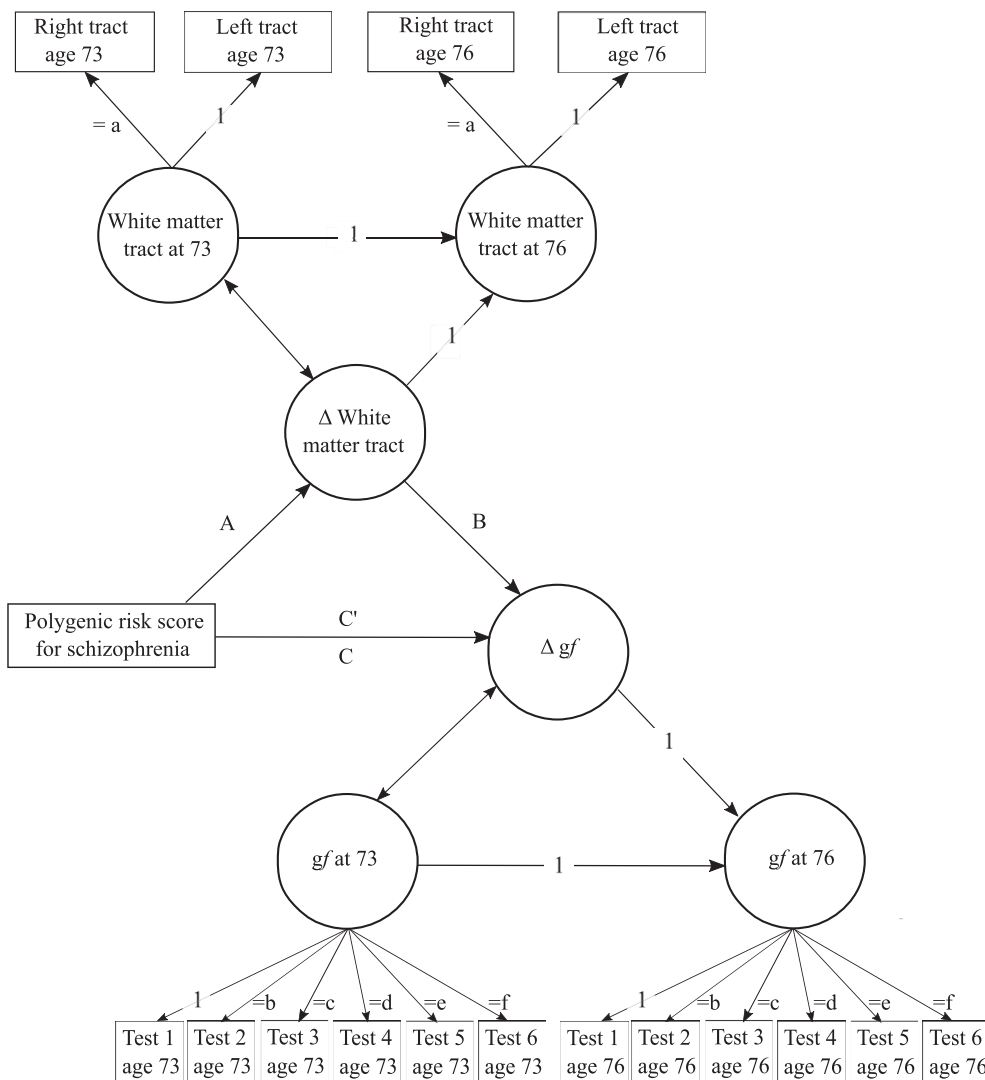 Right tract
age 73
Left tract
age 73
Right tract
age 76
Left tract
age 76
= a
1
= a
1
White matter
tract at 73
1
White matter
tract at 76
1
Δ White
matter tract
A
B
Polygenic risk score
for schizophrenia
C'
C
Δ gf
1
gf at 73
1
gf at 76
1
=b
=c
=d
=e
=f
1
=b
=c
=d
=e
=f
Test 1
age 73
Test 2
age 73
Test 3
age 73
Test 4
age 73
Test 5
age 73
Test 6
age 73
Test 1
age 76
Test 2
age 76
Test 3
age 76
Test 4
age 76
Test 5
age 76
Test 6
age 76